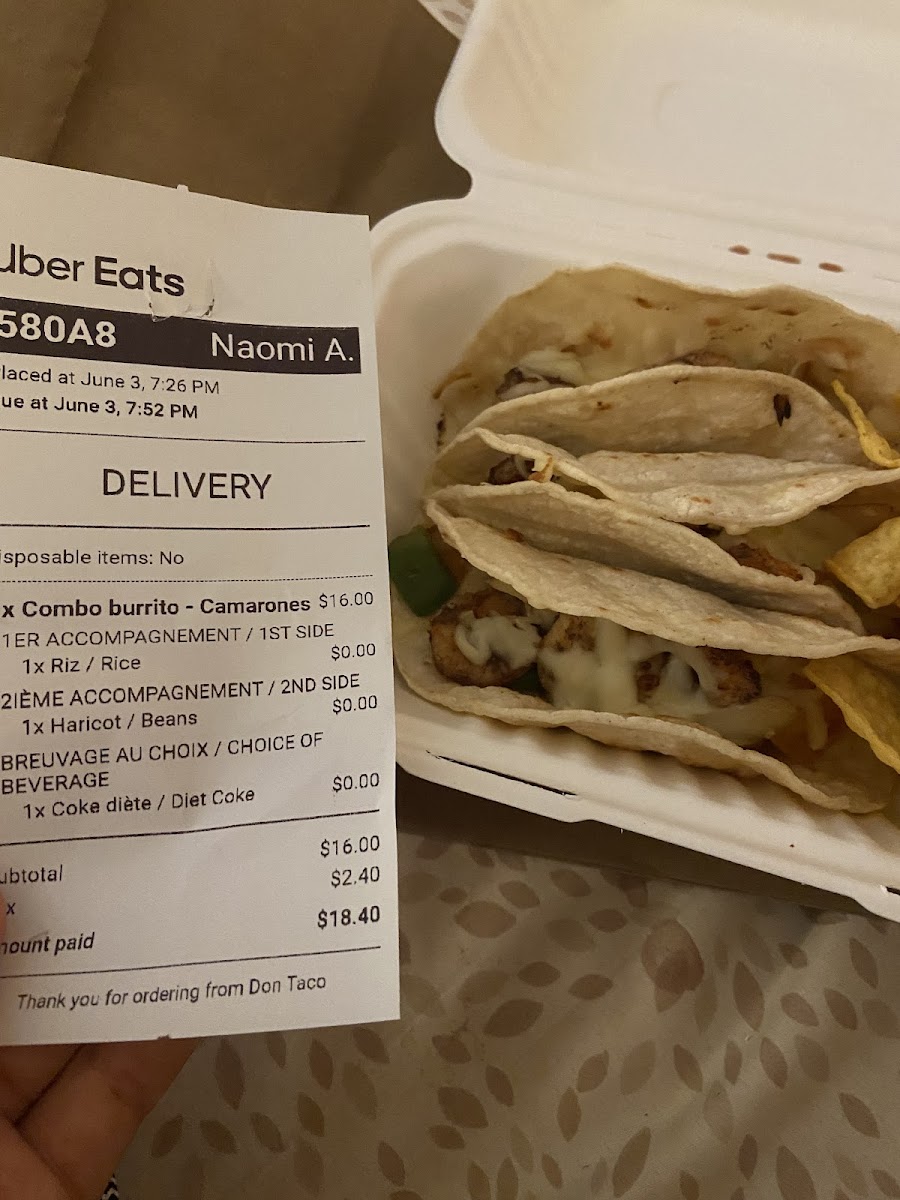 Uber Eats
580A8 Naomi A.
laced at June 3, 7:26 PM
ue at June 3, 7:52 PM
DELIVERY
isposable items: No
x Combo burrito - Camarones $16.00
1ER ACCOMPAGNEMENT / 1ST SIDE
1x Riz / Rice $0.00
2IÈME ACCOMPAGNEMENT / 2ND SIDE
1x Haricot / Beans $0.00
BREUVAGE AU CHOIX / CHOICE OF
BEVERAGE
1x Coke diète / Diet Coke $0.00
ubtotal $16.00
x $2.40
mount paid $18.40
Thank you for ordering from Don Taco